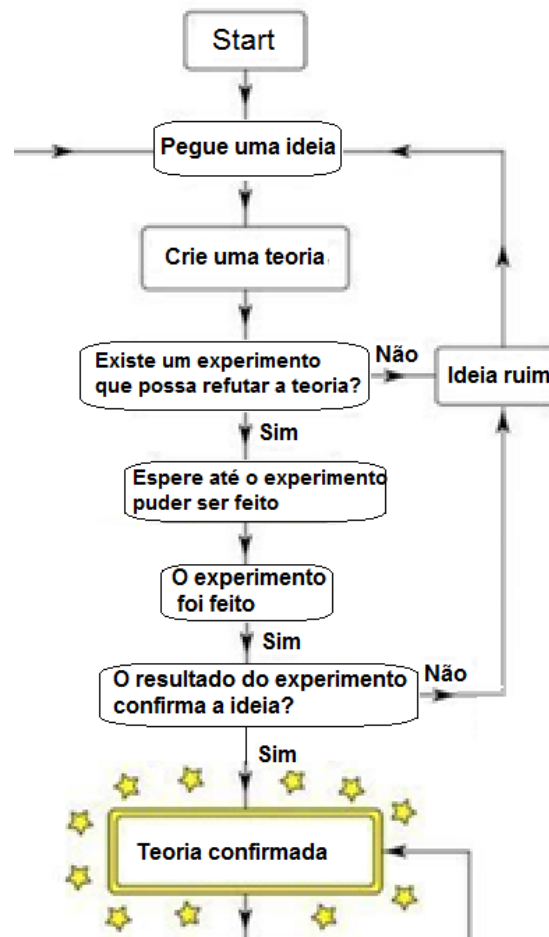 Start
Pegue uma ideia
Crie uma teoria
Existe um experimento
que possa refutar a teoria?
Não
Ideia ruim
Sim
Espere até o experimento
puder ser feito
O experimento
foi feito
Sim
O resultado do experimento
confirma a ideia?
Não
Sim
Teoria confirmada